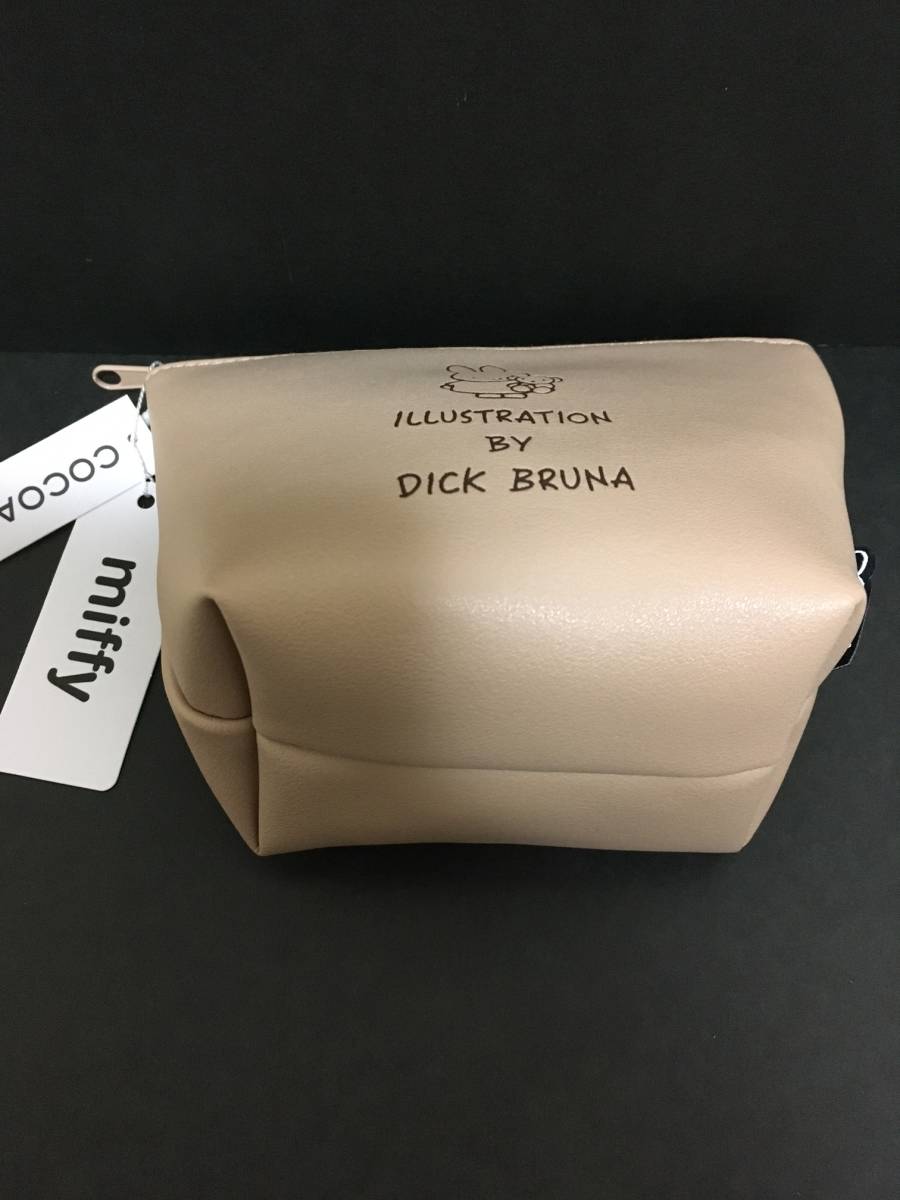 ILLUSTRATION
BY
DICK BRUNA
COCOA
miffy